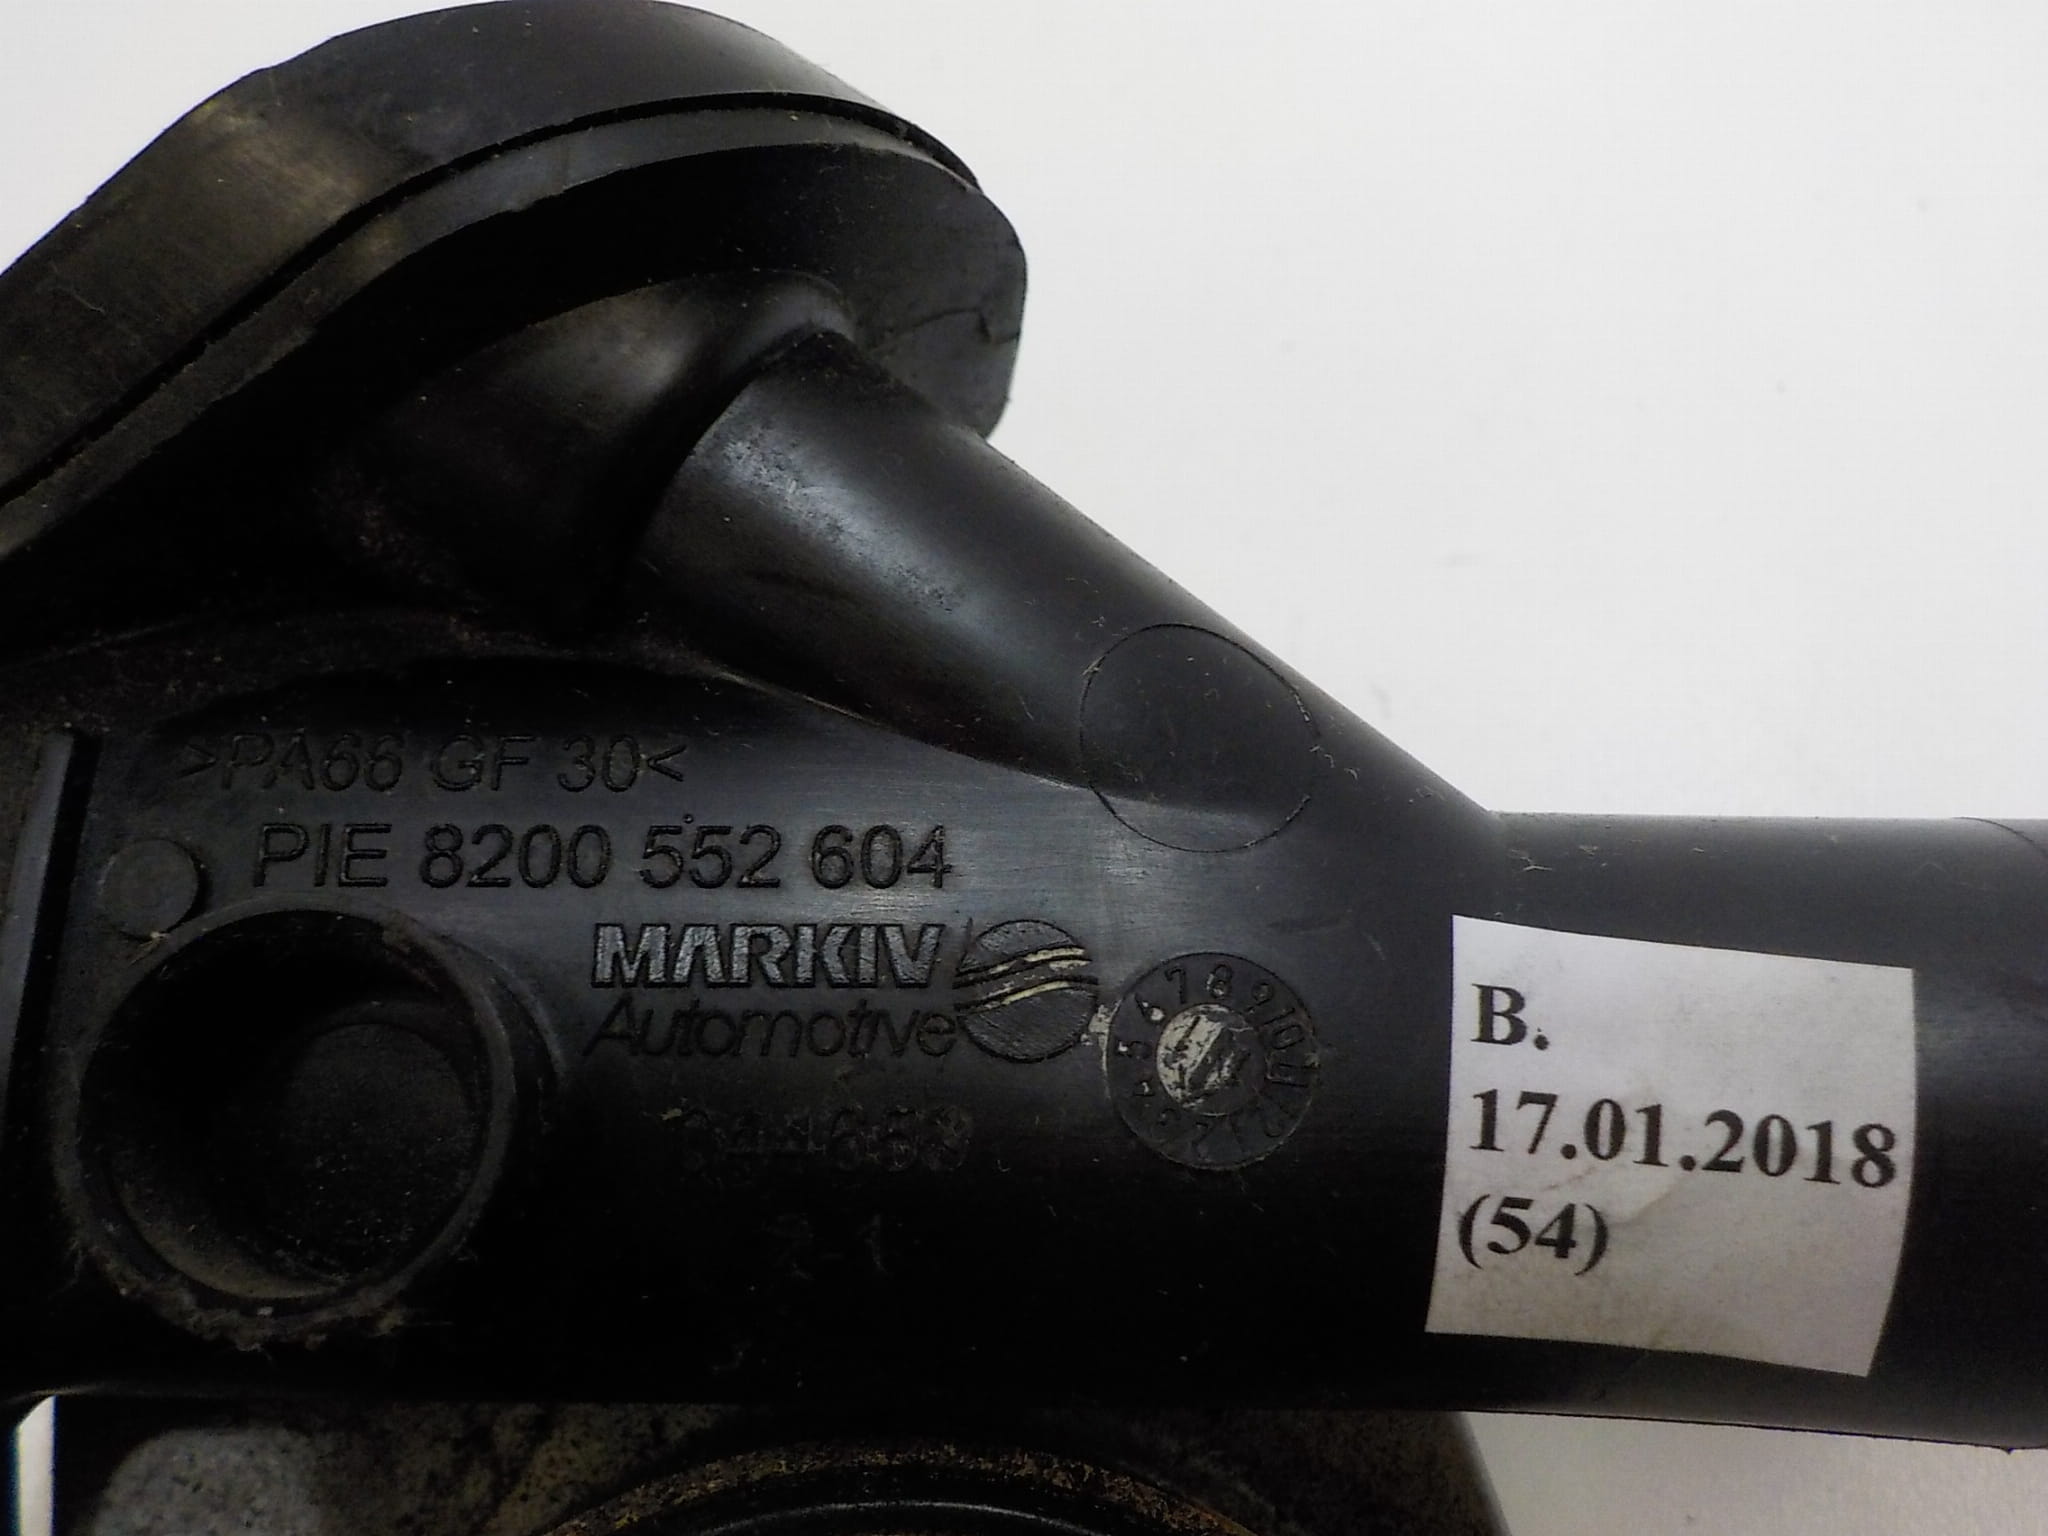 >PA66 GF 30<
PIE 8200 552 604
MARKIV
Automotive
B.
17.01.2018
(54)